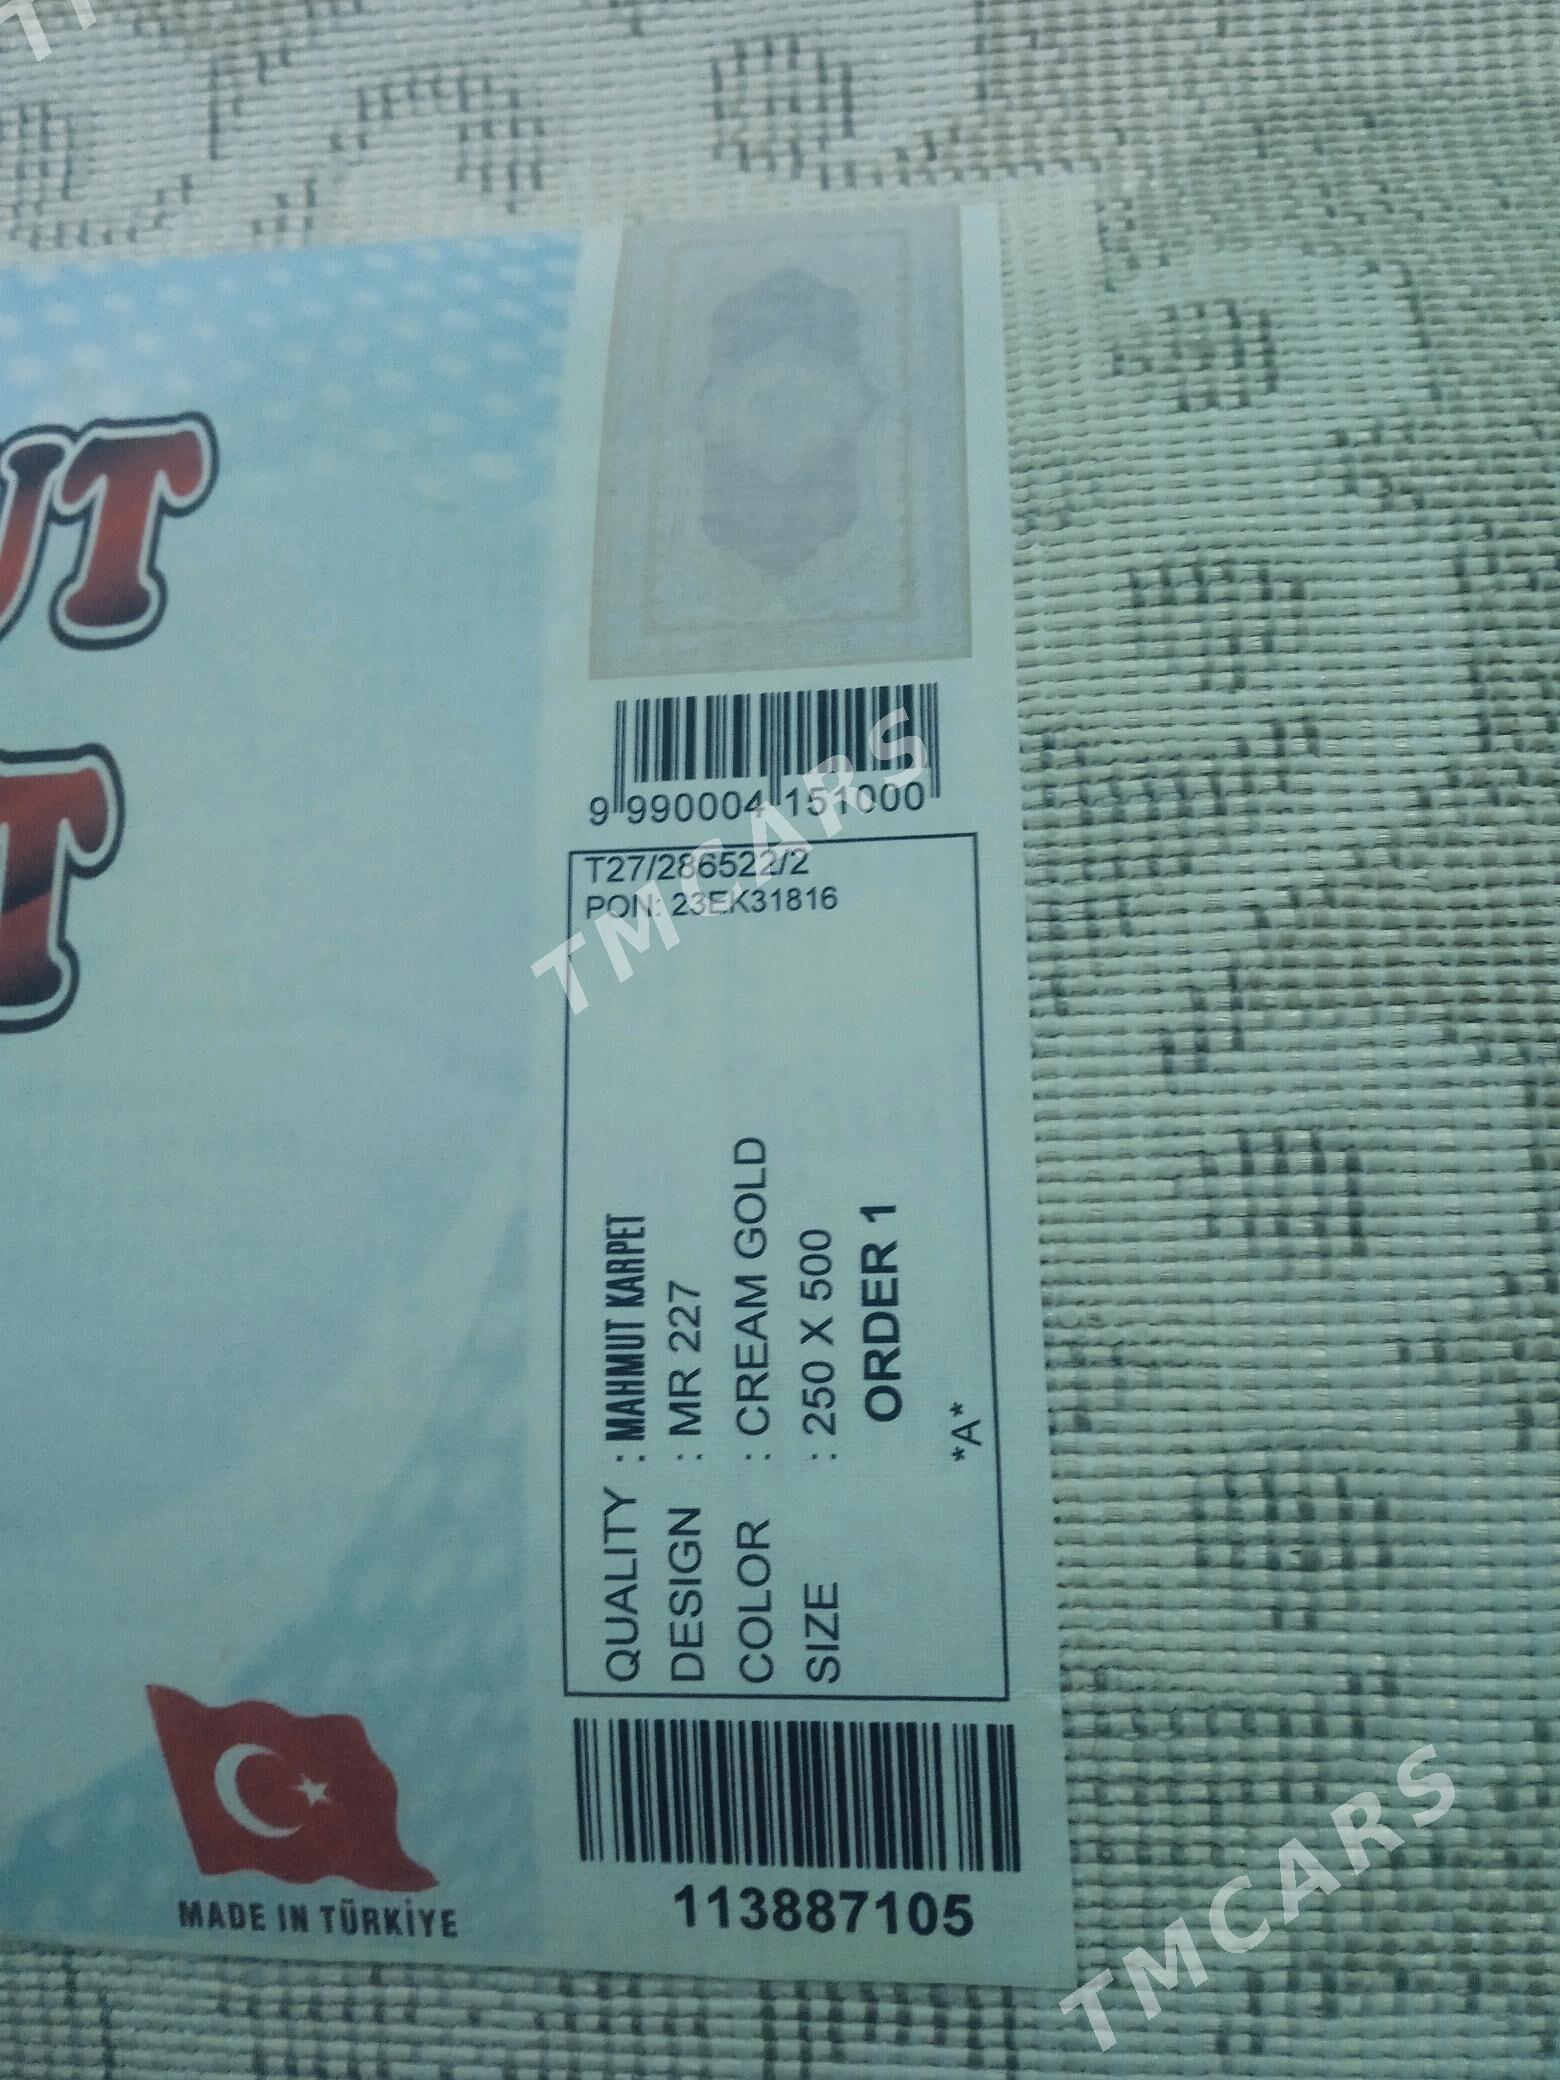 UT
T
9 990004 151000
T27/286522/2
PON: 23EK31816
QUALITY : MAHMUT KARPET
DESIGN : MR 227
COLOR : CREAM GOLD
SIZE : 250 X 500
ORDER 1
*A*
113887105
MADE IN TÜRKİYE
TMCARS
TMCARS